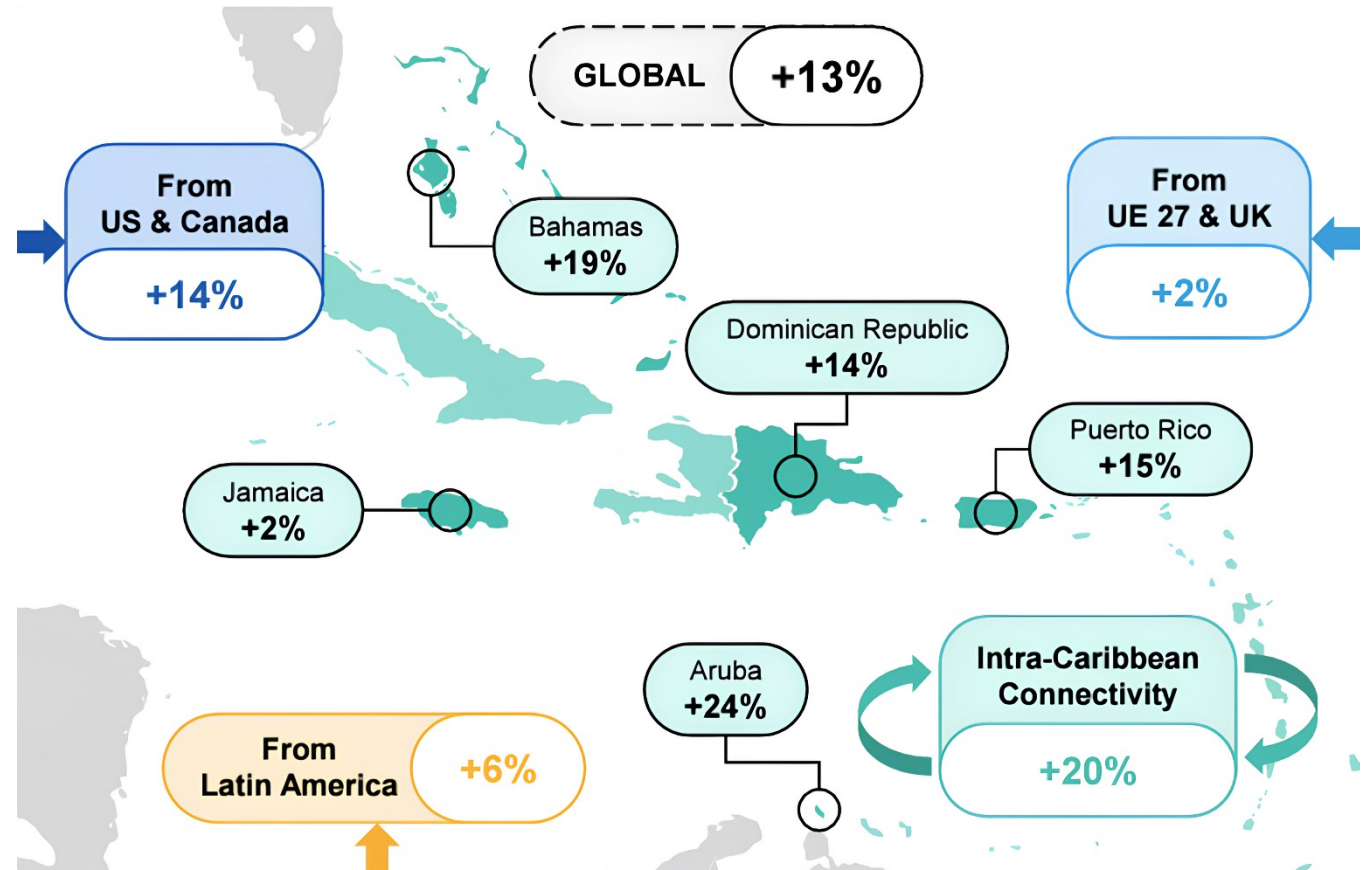 GLOBAL +13%
From
US & Canada
+14%
From
UE 27 & UK
+2%
Bahamas
+19%
Dominican Republic
+14%
Puerto Rico
+15%
Jamaica
+2%
Aruba
+24%
Intra-Caribbean
Connectivity
+20%
From
Latin America
+6%